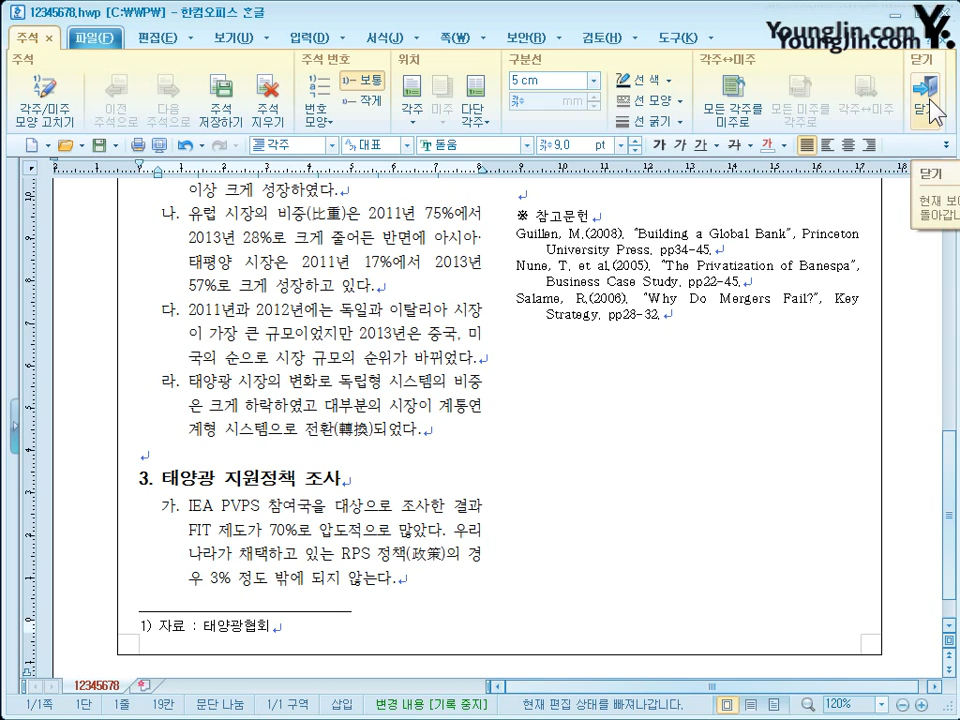 12345678.hwp [C:₩WP₩] - 한컴오피스 한글
YoungJin.com Y.
YoungJin.com
주석 × 파일(F) 편집(E) 보기(U) 입력(D) 서식(J) 쪽(W) 보안(R) 검토(H) 도구(K)
주석 주석 번호 위치 구분선 각주↔미주 닫기
각주/미주 모양 고치기
이전 주석으로
다음 주석으로
주석 저장하기
주석 지우기
번호 모양
1─ 보통
1─ 작게
각주
미주
다단 각주
5 cm
mm
선 색
선 모양
선 굵기
모든 각주를 미주로
모든 미주를 각주로
각주↔미주
각주 대표 돋움 9.0 pt 가 가 가 가 가
닫기
현재 보
돌아갑니
이상 크게 성장하였다.
나. 유럽 시장의 비중(比重)은 2011년 75%에서
2013년 28%로 크게 줄어든 반면에 아시아·
태평양 시장은 2011년 17%에서 2013년
57%로 크게 성장하고 있다.
다. 2011년과 2012년에는 독일과 이탈리아 시장
이 가장 큰 규모이었지만 2013년은 중국, 미
국의 순으로 시장 규모의 순위가 바뀌었다.
라. 태양광 시장의 변화로 독립형 시스템의 비중
은 크게 하락하였고 대부분의 시장이 계통연
계형 시스템으로 전환(轉換)되었다.
3. 태양광 지원정책 조사
가. IEA PVPS 참여국을 대상으로 조사한 결과
FIT 제도가 70%로 압도적으로 많았다. 우리
나라가 채택하고 있는 RPS 정책(政策)의 경
우 3% 정도 밖에 되지 않는다.
1) 자료 : 태양광협회
※ 참고문헌
Guillen, M.(2008). “Building a Global Bank”, Princeton
University Press. pp34-45.
Nune, T. et al.(2005). “The Privatization of Banespa”,
Business Case Study. pp22-45.
Salame, R.(2006). “Why Do Mergers Fail?”, Key
Strategy. pp28-32.
12345678
1/1쪽 1단 1줄 19칸 문단 나눔 1/1 구역 삽입 변경 내용 [기록 중지] 현재 편집 상태를 빠져나갑니다. 120%